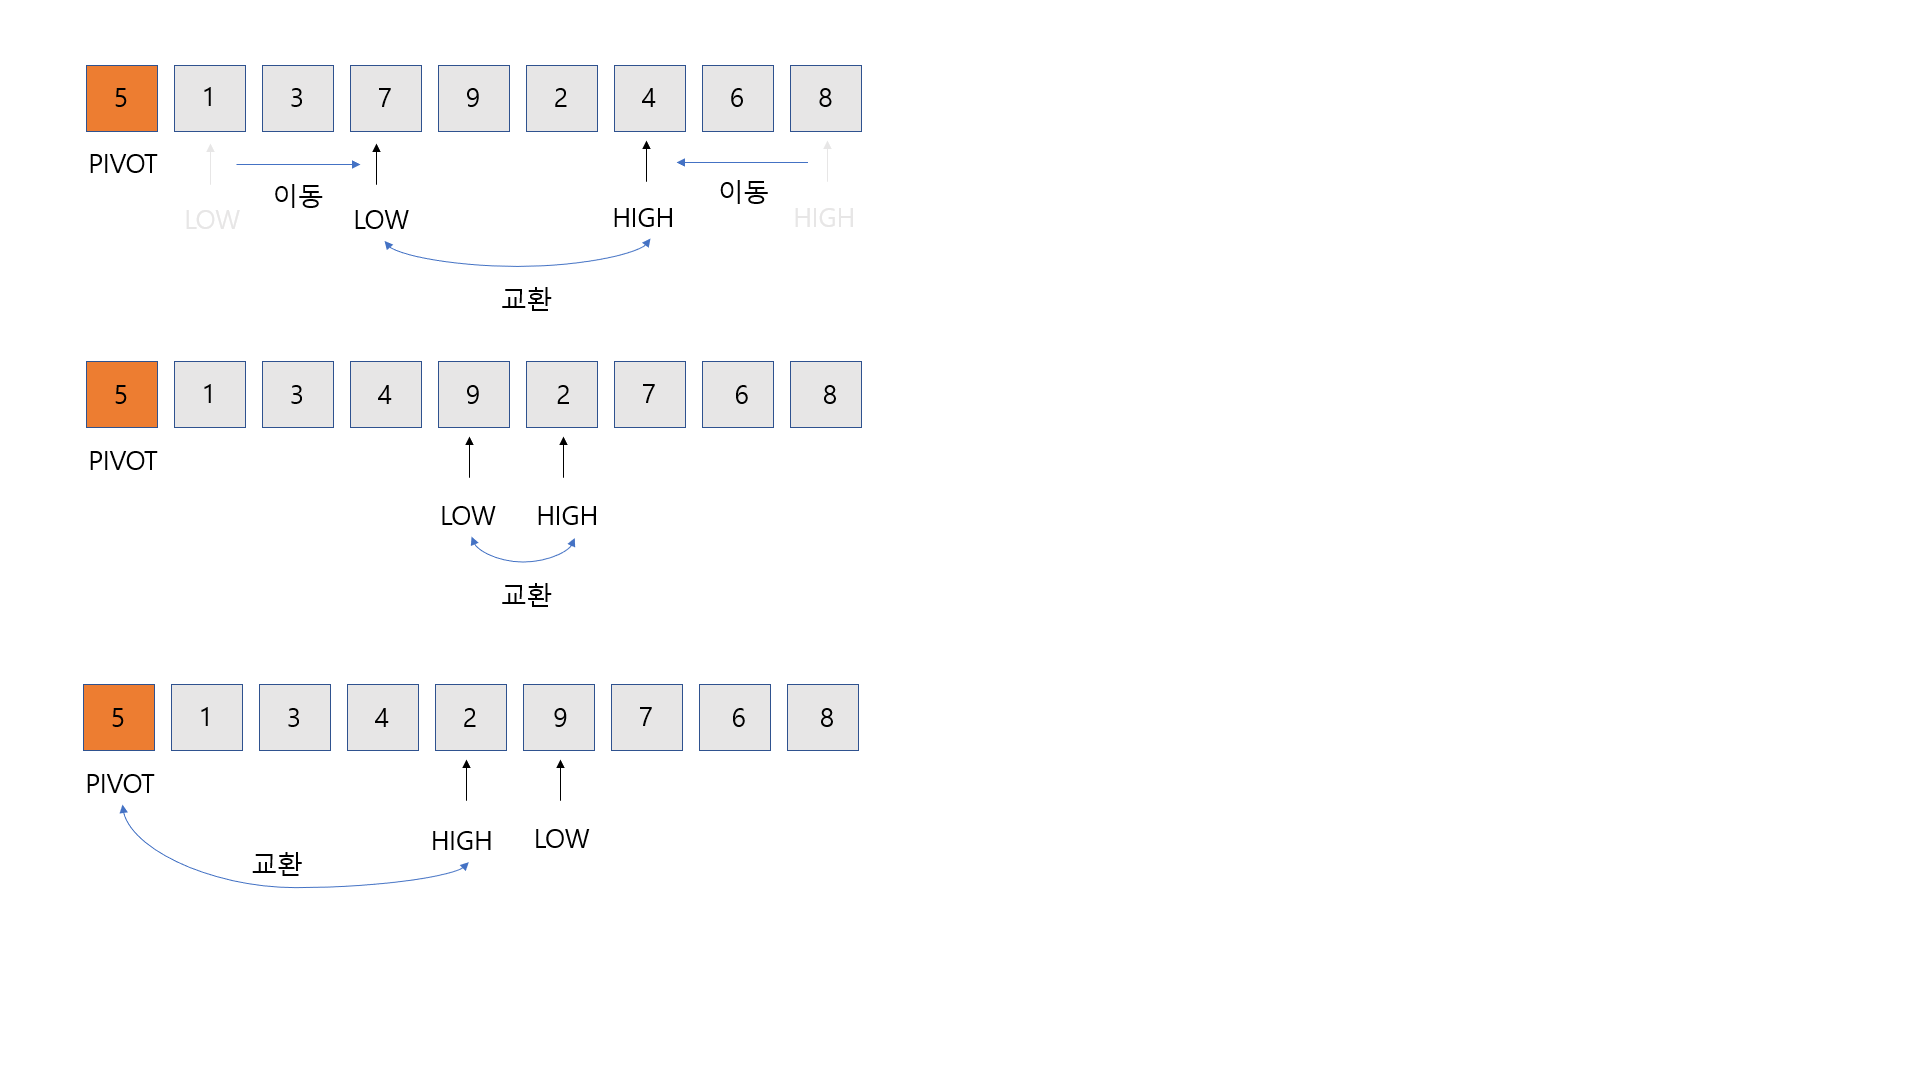 5 1 3 7 9 2 4 6 8
PIVOT
이동 이동
LOW LOW HIGH HIGH
교환
5 1 3 4 9 2 7 6 8
PIVOT
LOW HIGH
교환
5 1 3 4 2 9 7 6 8
PIVOT
HIGH LOW
교환